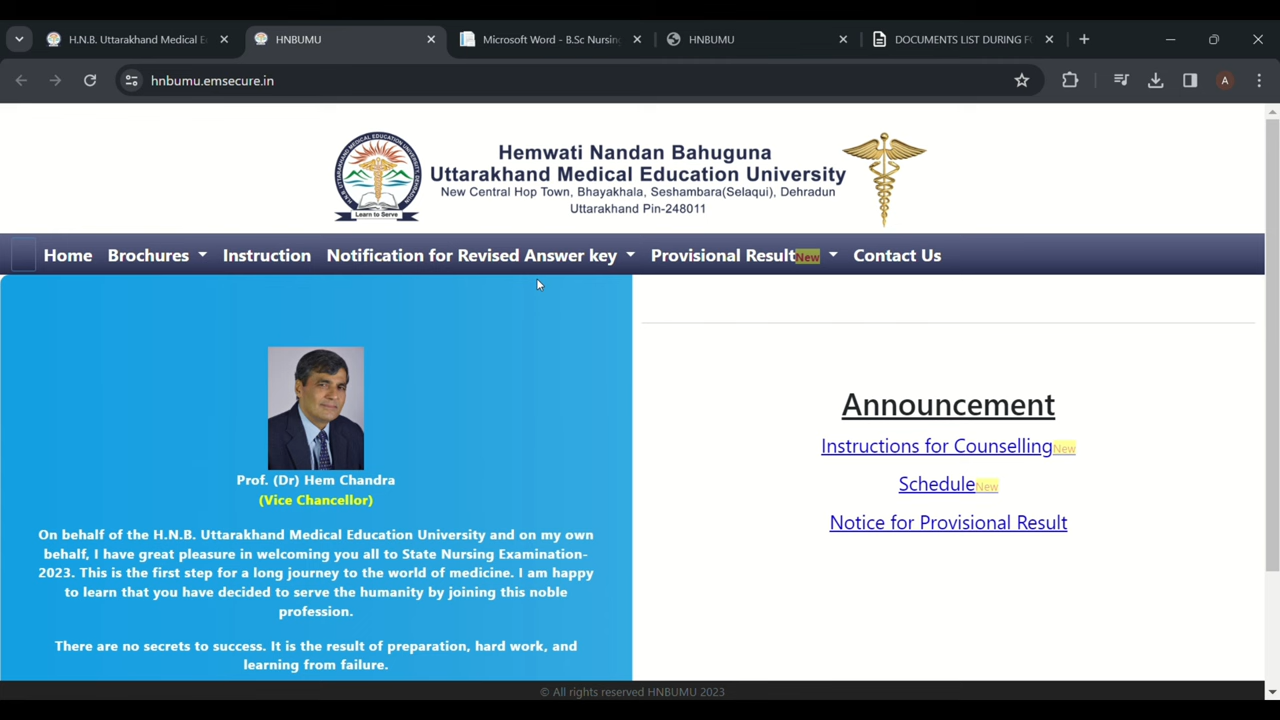 H.N.B. Uttarakhand Medical E
HNBUMU
Microsoft Word - B.Sc Nursing
HNBUMU
DOCUMENTS LIST DURING F
hnbumu.emsecure.in
A
Hemwati Nandan Bahuguna
Uttarakhand Medical Education University
New Central Hop Town, Bhayakhala, Seshambara(Selaqui), Dehradun
Uttarakhand Pin-248011
Learn to Serve
Home Brochures Instruction Notification for Revised Answer key Provisional Result New Contact Us
Prof. (Dr) Hem Chandra
(Vice Chancellor)
On behalf of the H.N.B. Uttarakhand Medical Education University and on my own
behalf, I have great pleasure in welcoming you all to State Nursing Examination-
2023. This is the first step for a long journey to the world of medicine. I am happy
to learn that you have decided to serve the humanity by joining this noble
profession.
There are no secrets to success. It is the result of preparation, hard work, and
learning from failure.
Announcement
Instructions for Counselling New
Schedule New
Notice for Provisional Result
© All rights reserved HNBUMU 2023